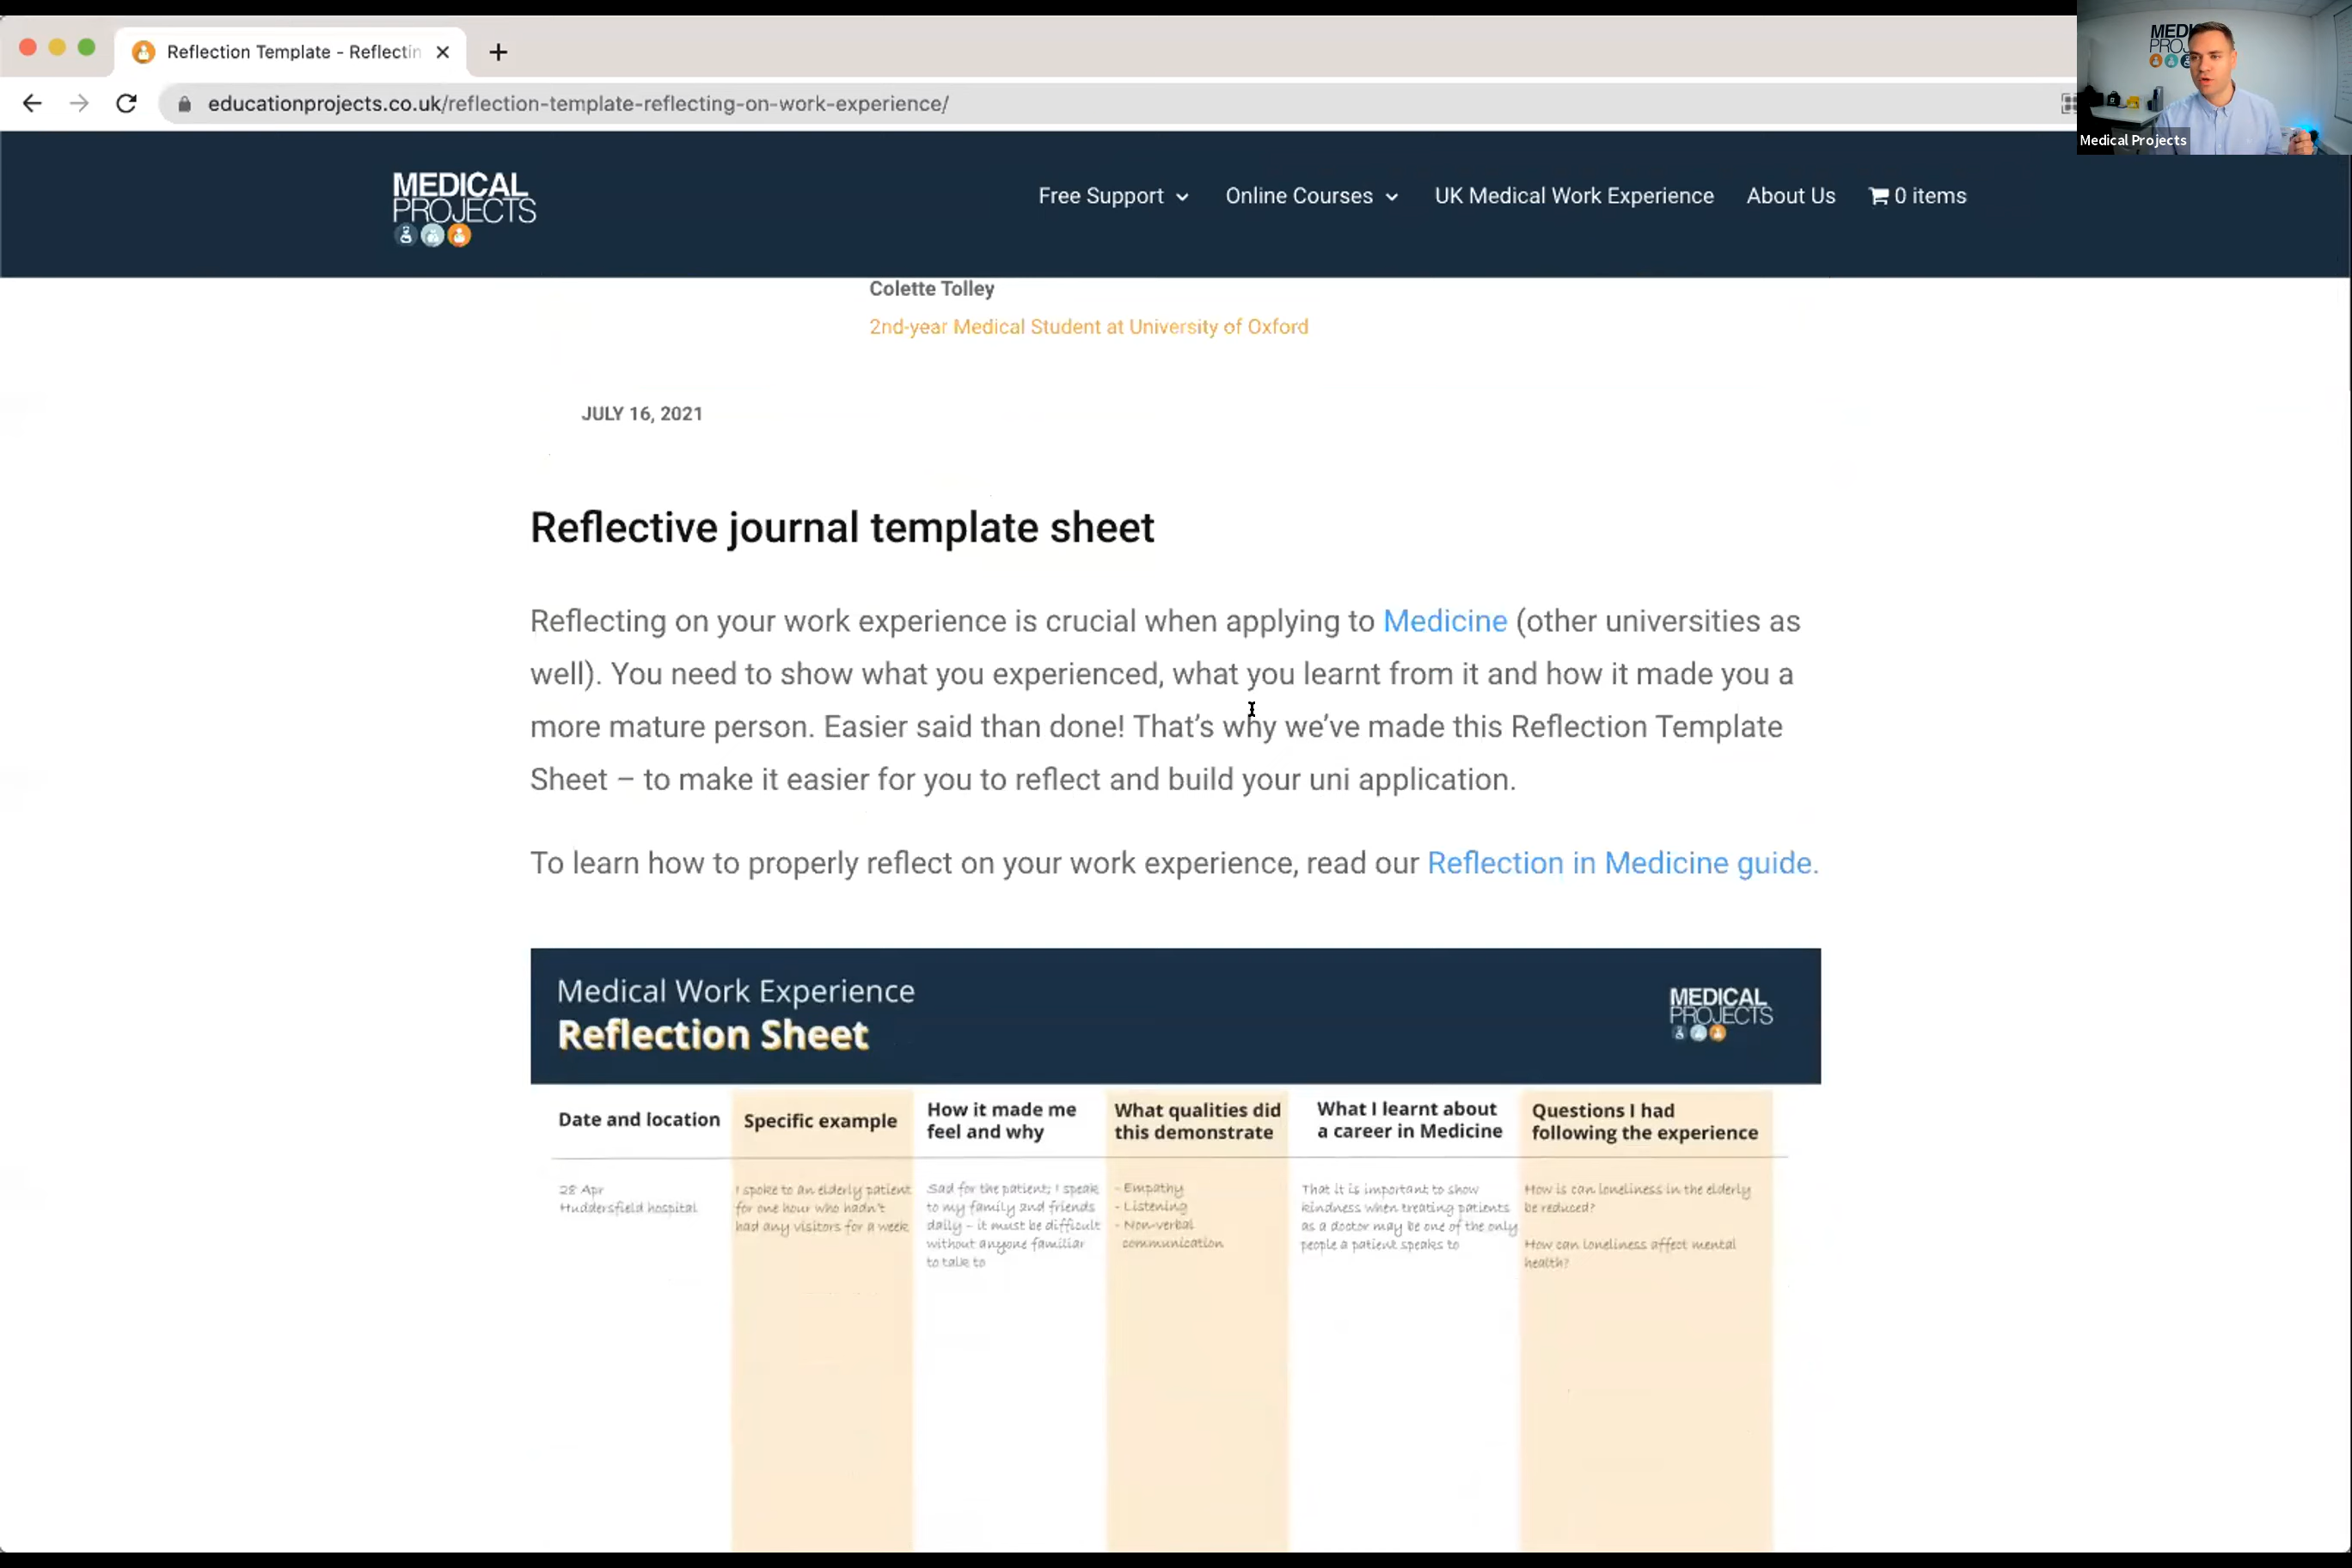 Reflection Template - Reflectin
educationprojects.co.uk/reflection-template-reflecting-on-work-experience/
MEDI
PRO
Medical Projects
MEDICAL
PROJECTS
Free Support
Online Courses
UK Medical Work Experience
About Us
0 items
Colette Tolley
2nd-year Medical Student at University of Oxford
JULY 16, 2021
Reflective journal template sheet
Reflecting on your work experience is crucial when applying to Medicine (other universities as
well). You need to show what you experienced, what you learnt from it and how it made you a
more mature person. Easier said than done! That's why we've made this Reflection Template
Sheet – to make it easier for you to reflect and build your uni application.
To learn how to properly reflect on your work experience, read our Reflection in Medicine guide.
Medical Work Experience
Reflection Sheet
MEDICAL
PROJECTS
Date and location
Specific example
How it made me
feel and why
What qualities did
this demonstrate
What I learnt about
a career in Medicine
Questions I had
following the experience
28 Apr
Huddersfield hospital
I spoke to an elderly patient
for one hour who hadn't
had any visitors for a week
Sad for the patient; I speak
to my family and friends
daily - it must be difficult
without anyone familiar
to talk to
- Empathy
- Listening
- Non-verbal
communication
That it is important to show
kindness when treating patients
as a doctor may be one of the only
people a patient speaks to
How is can loneliness in the elderly
be reduced?
How can loneliness affect mental
health?